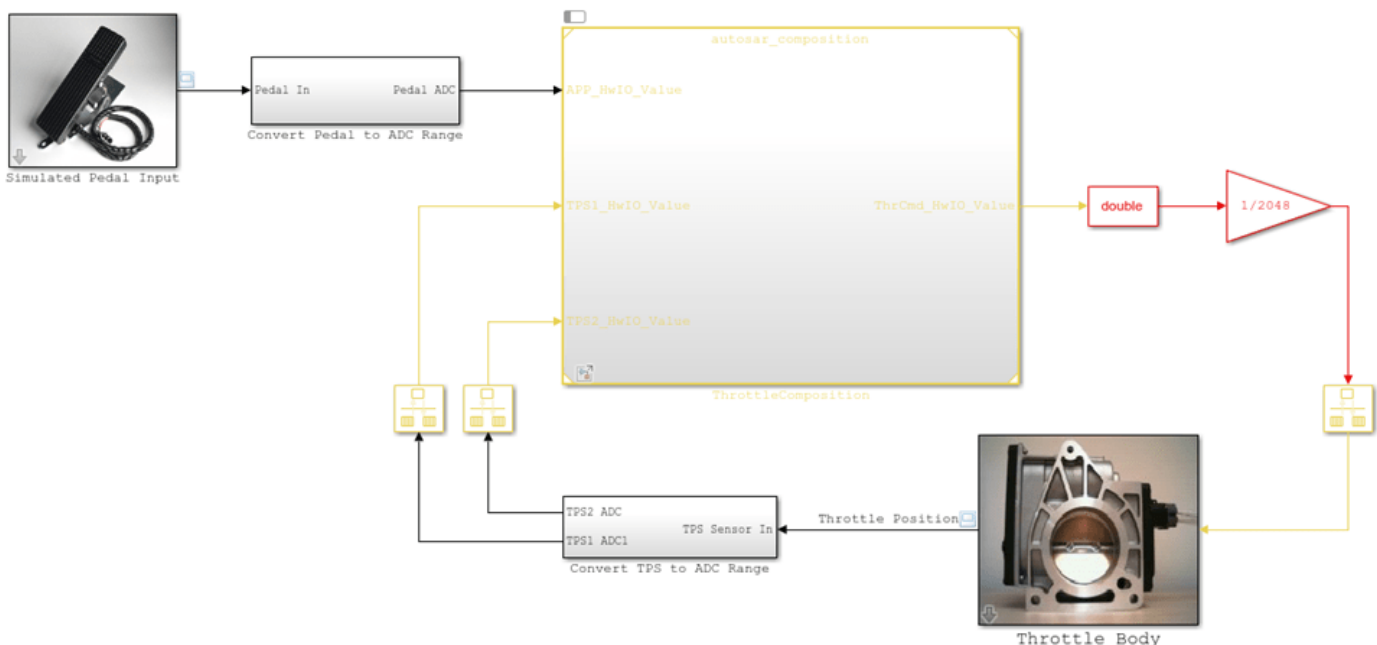 autosar_composition
Pedal In
Pedal ADC
APP_HwIO_Value
Convert Pedal to ADC Range
Simulated Pedal Input
TPS1_HwIO_Value
ThrCmd_HwIO_Value
double
1/2048
TPS2_HwIO_Value
ThrottleComposition
TPS2 ADC
TPS1 ADC1
TPS Sensor In
Throttle Position
Convert TPS to ADC Range
Throttle Body